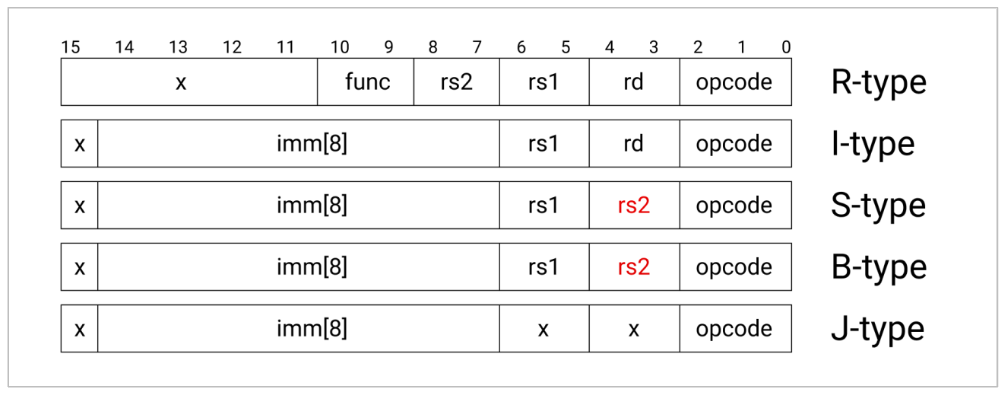 15 14 13 12 11 10 9 8 7 6 5 4 3 2 1 0
x func rs2 rs1 rd opcode R-type
x imm[8] rs1 rd opcode I-type
x imm[8] rs1 rs2 opcode S-type
x imm[8] rs1 rs2 opcode B-type
x imm[8] x x opcode J-type